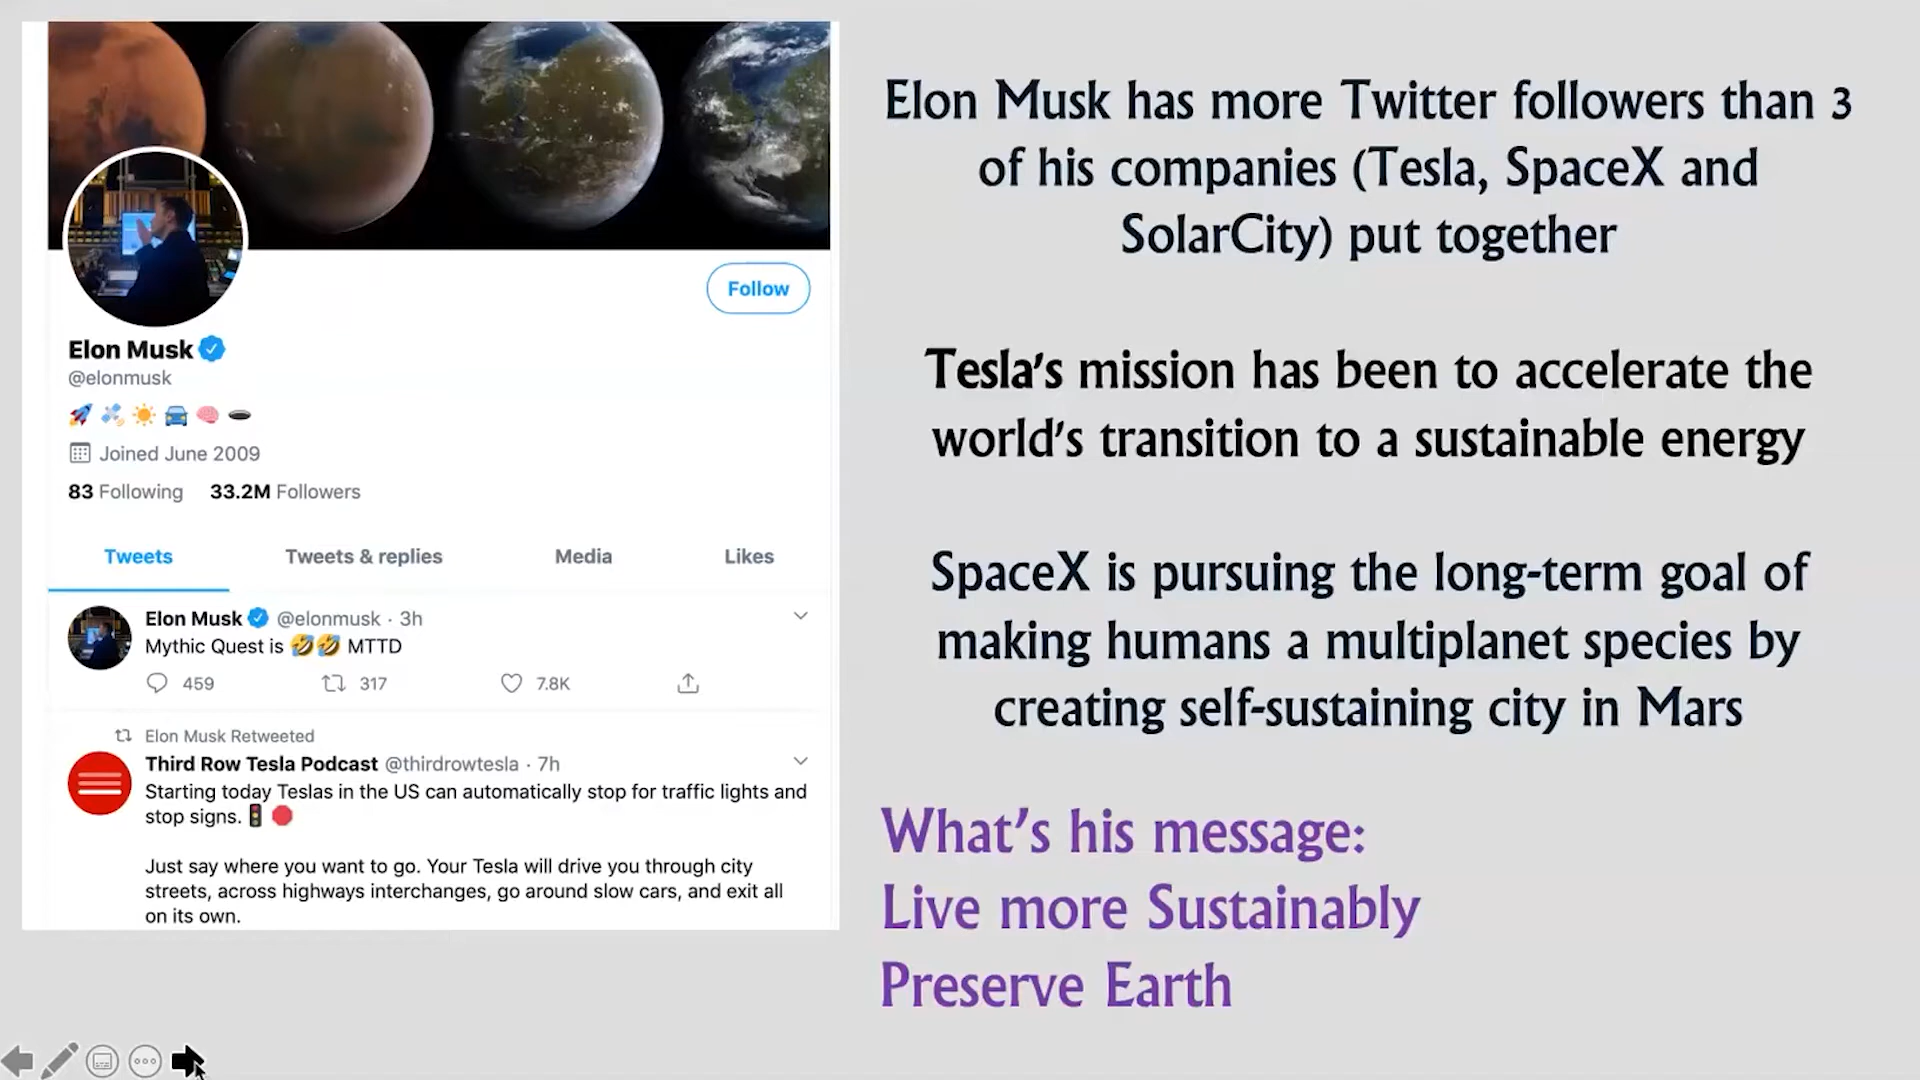 Elon Musk
@elonmusk
🚀🛰️☀️🚘🧠🕳️
Joined June 2009
83 Following 33.2M Followers
Follow
Tweets Tweets & replies Media Likes
Elon Musk @elonmusk · 3h
Mythic Quest is 🤣🤣 MTTD
459 317 7.8K
Elon Musk Retweeted
Third Row Tesla Podcast @thirdrowtesla · 7h
Starting today Teslas in the US can automatically stop for traffic lights and
stop signs. 🚦🛑
Just say where you want to go. Your Tesla will drive you through city
streets, across highways interchanges, go around slow cars, and exit all
on its own.
Elon Musk has more Twitter followers than 3
of his companies (Tesla, SpaceX and
SolarCity) put together
Tesla's mission has been to accelerate the
world's transition to a sustainable energy
SpaceX is pursuing the long-term goal of
making humans a multiplanet species by
creating self-sustaining city in Mars
What's his message:
Live more Sustainably
Preserve Earth